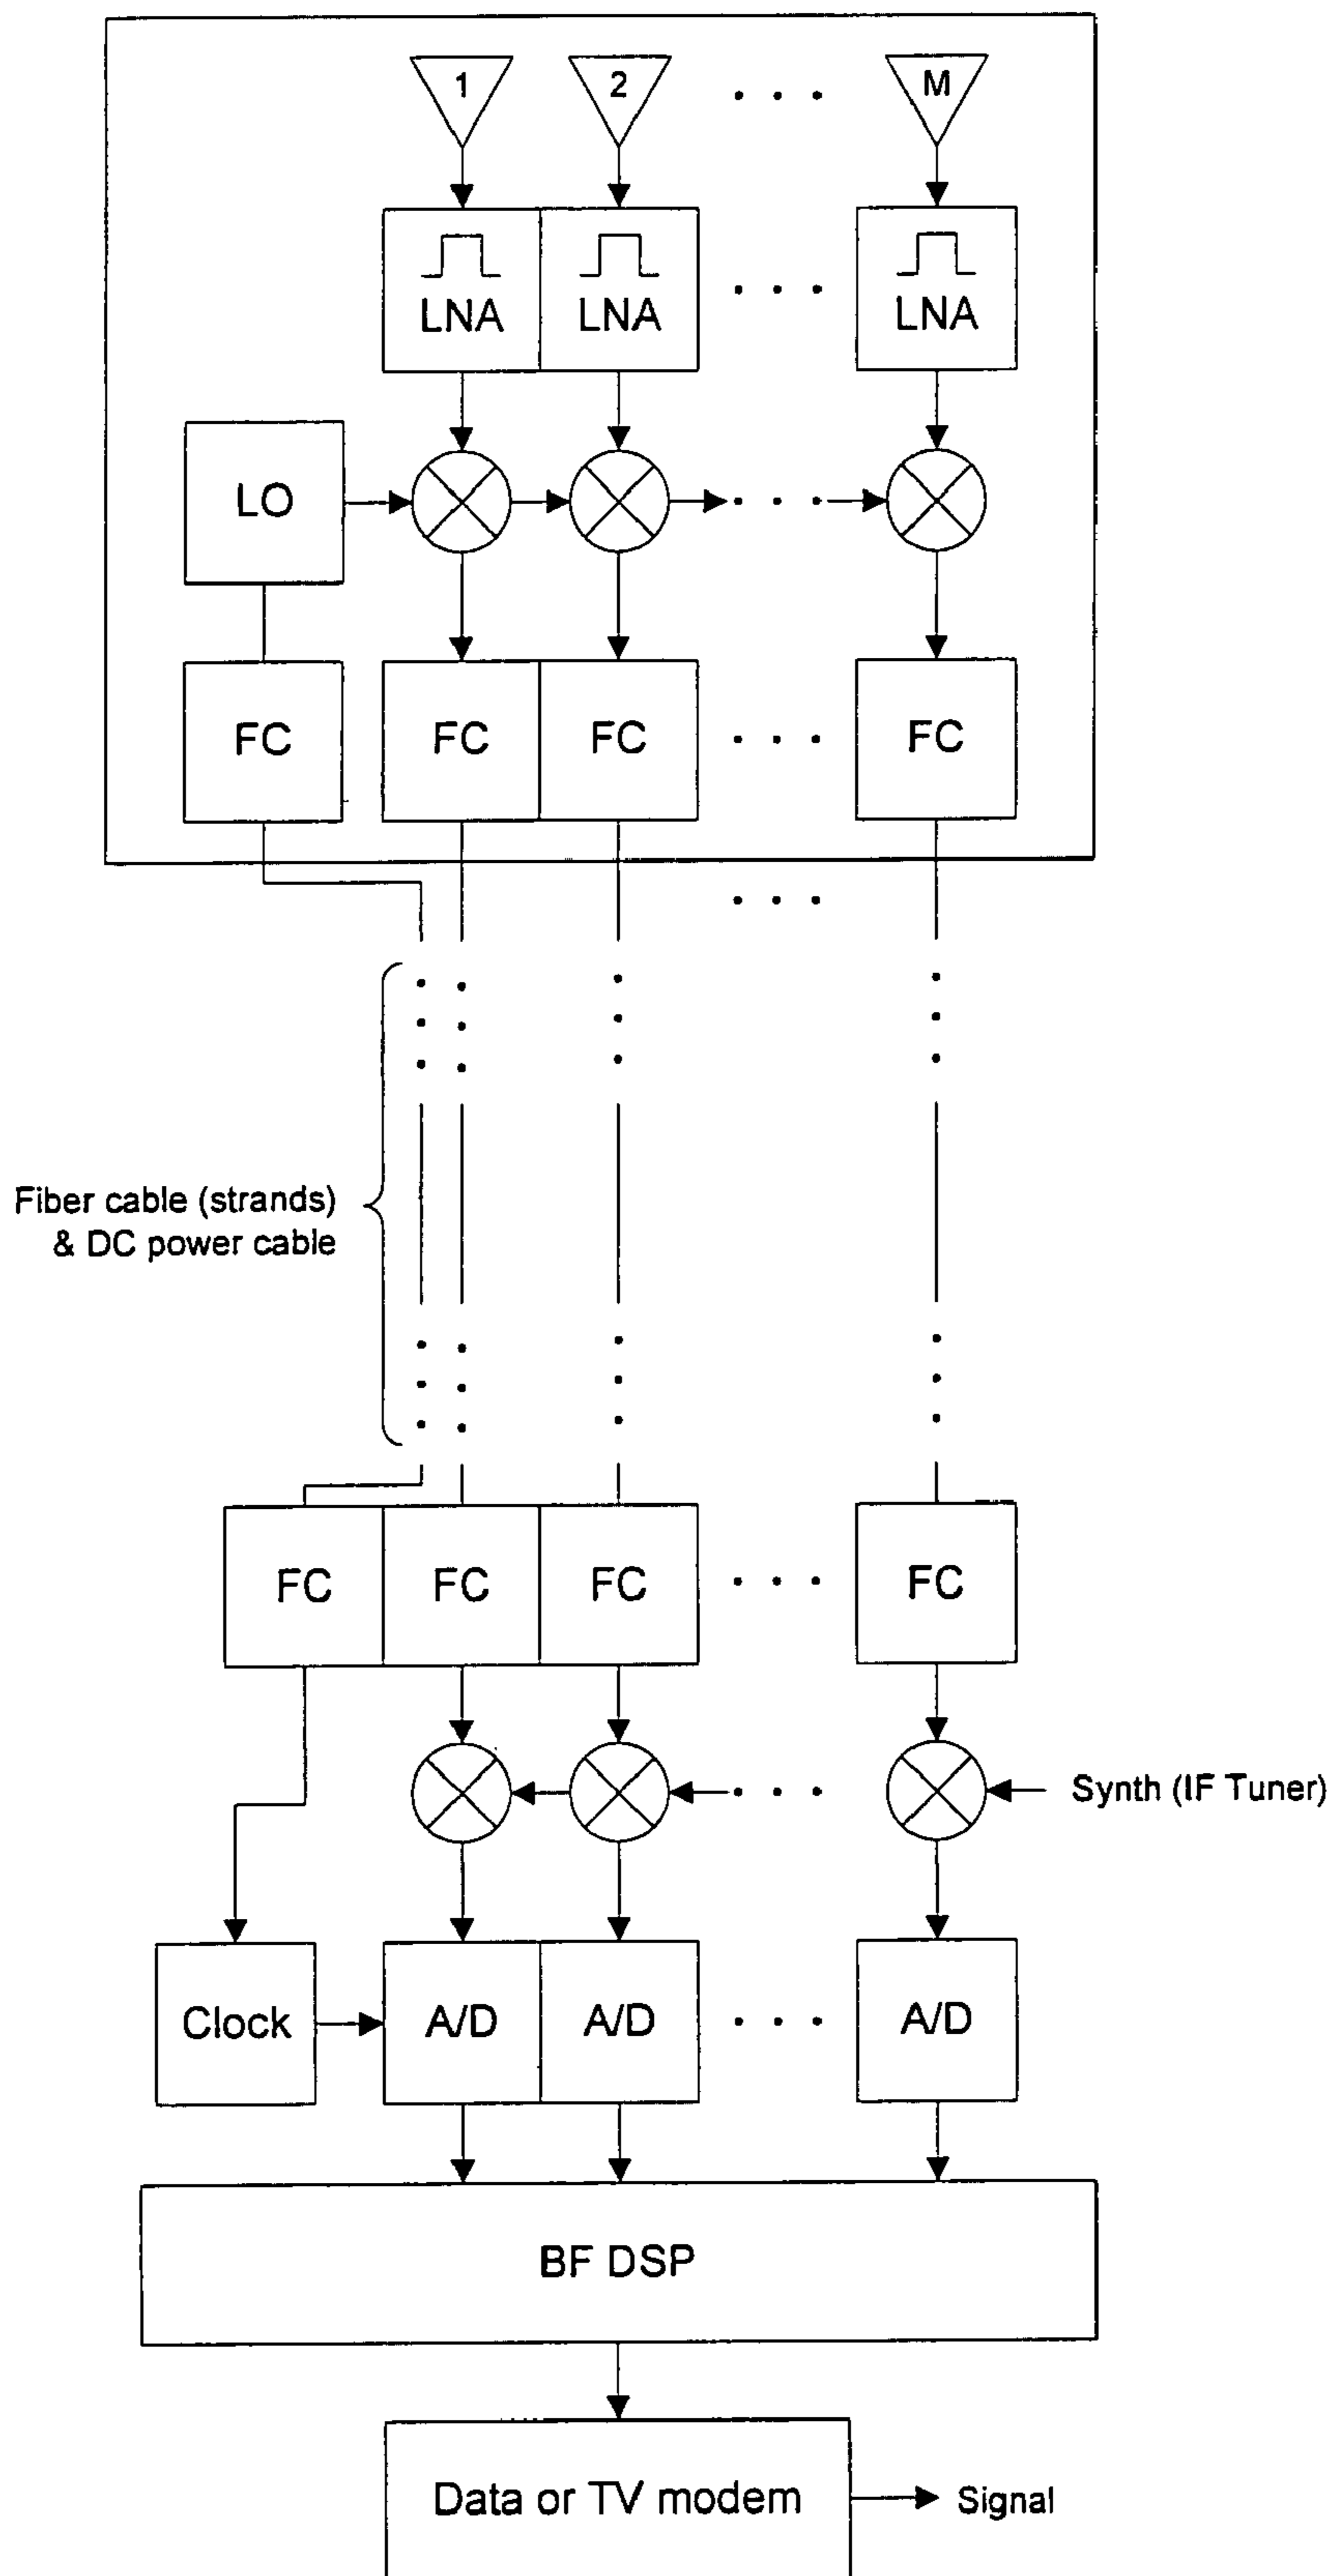 1 2 . . . M
LNA LNA . . . LNA
LO . . .
FC FC FC . . . FC
. . .
Fiber cable (strands)
& DC power cable
FC FC FC . . . FC
. . . Synth (IF Tuner)
Clock A/D A/D . . . A/D
BF DSP
Data or TV modem Signal